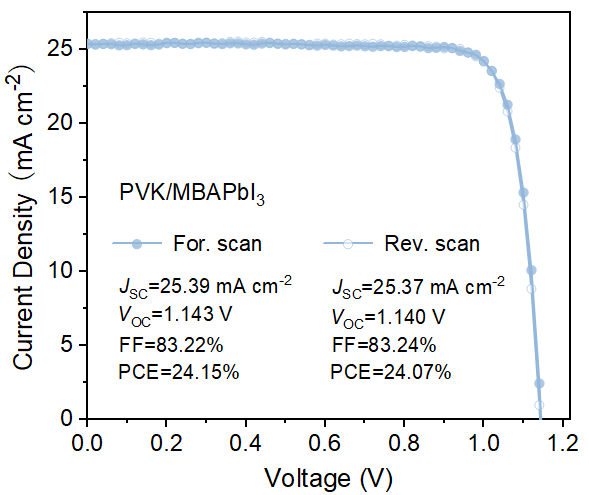 25
20
15
10
5
0
Current Density（mA cm-2)
PVK/MBAPbI3
For. scan
Rev. scan
JSC=25.39 mA cm-2
VOC=1.143 V
FF=83.22%
PCE=24.15%
JSC=25.37 mA cm-2
VOC=1.140 V
FF=83.24%
PCE=24.07%
0.0 0.2 0.4 0.6 0.8 1.0 1.2
Voltage (V)